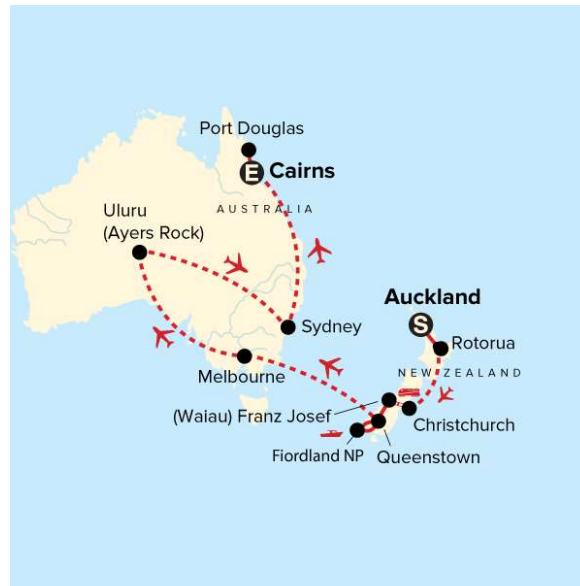 Port Douglas
E Cairns
AUSTRALIA
Uluru
(Ayers Rock)
Auckland
S
Sydney
Rotorua
NEW ZEALAND
Melbourne
(Waiau) Franz Josef
Christchurch
Fiordland NP
Queenstown